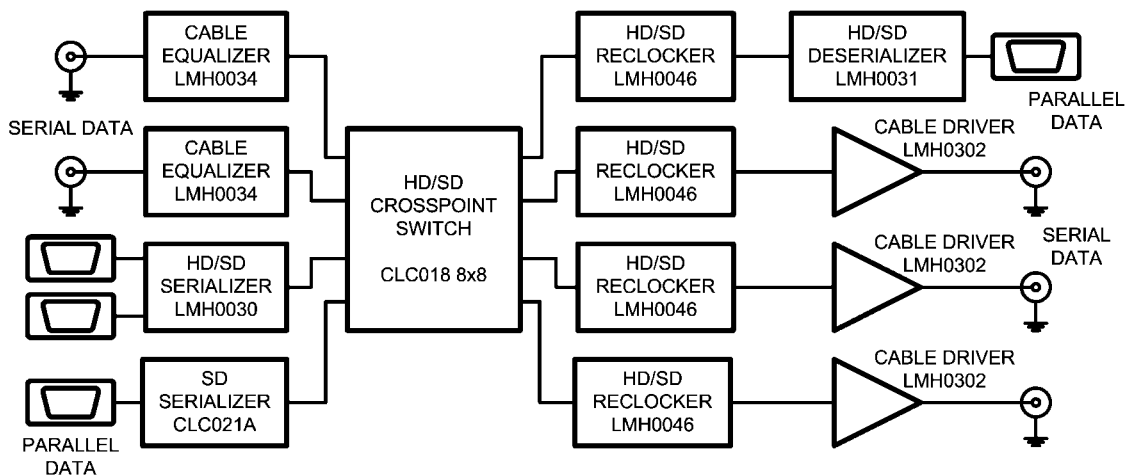 CABLE
EQUALIZER
LMH0034
SERIAL DATA
CABLE
EQUALIZER
LMH0034
HD/SD
SERIALIZER
LMH0030
SD
SERIALIZER
CLC021A
PARALLEL
DATA
HD/SD
CROSSPOINT
SWITCH
CLC018 8x8
HD/SD
RECLOCKER
LMH0046
HD/SD
DESERIALIZER
LMH0031
PARALLEL
DATA
HD/SD
RECLOCKER
LMH0046
CABLE DRIVER
LMH0302
SERIAL
DATA
HD/SD
RECLOCKER
LMH0046
CABLE DRIVER
LMH0302
HD/SD
RECLOCKER
LMH0046
CABLE DRIVER
LMH0302